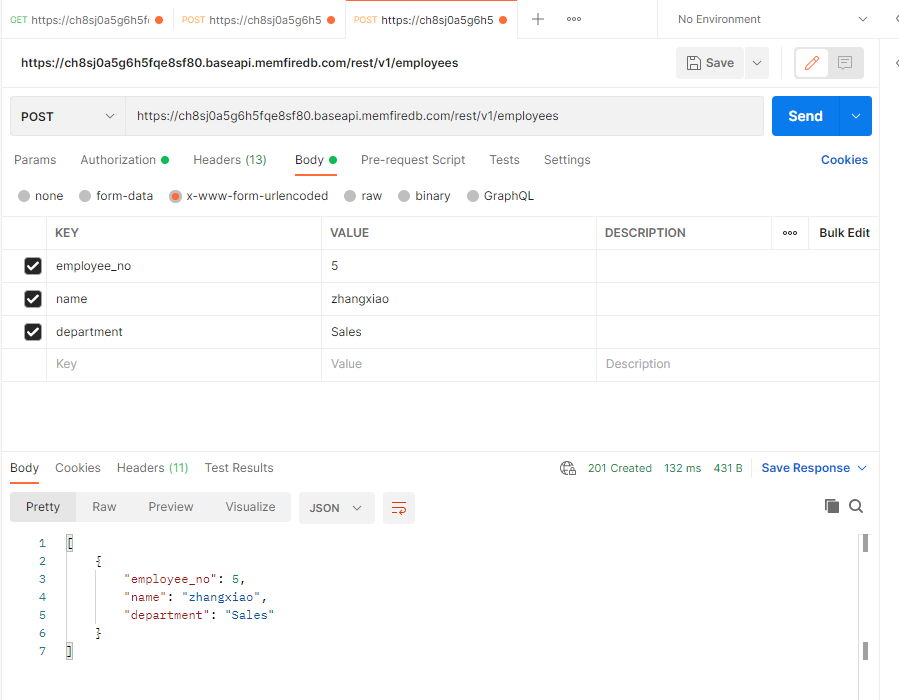 GET https://ch8sj0a5g6h5f
POST https://ch8sj0a5g6h5
POST https://ch8sj0a5g6h5
No Environment
https://ch8sj0a5g6h5fqe8sf80.baseapi.memfiredb.com/rest/v1/employees
Save
POST https://ch8sj0a5g6h5fqe8sf80.baseapi.memfiredb.com/rest/v1/employees Send
Params Authorization Headers (13) Body Pre-request Script Tests Settings Cookies
none form-data x-www-form-urlencoded raw binary GraphQL
KEY VALUE DESCRIPTION Bulk Edit
employee_no 5
name zhangxiao
department Sales
Key Value Description
Body Cookies Headers (11) Test Results 201 Created 132 ms 431 B Save Response
Pretty Raw Preview Visualize JSON
1 [
2 {
3 "employee_no": 5,
4 "name": "zhangxiao",
5 "department": "Sales"
6 }
7 ]